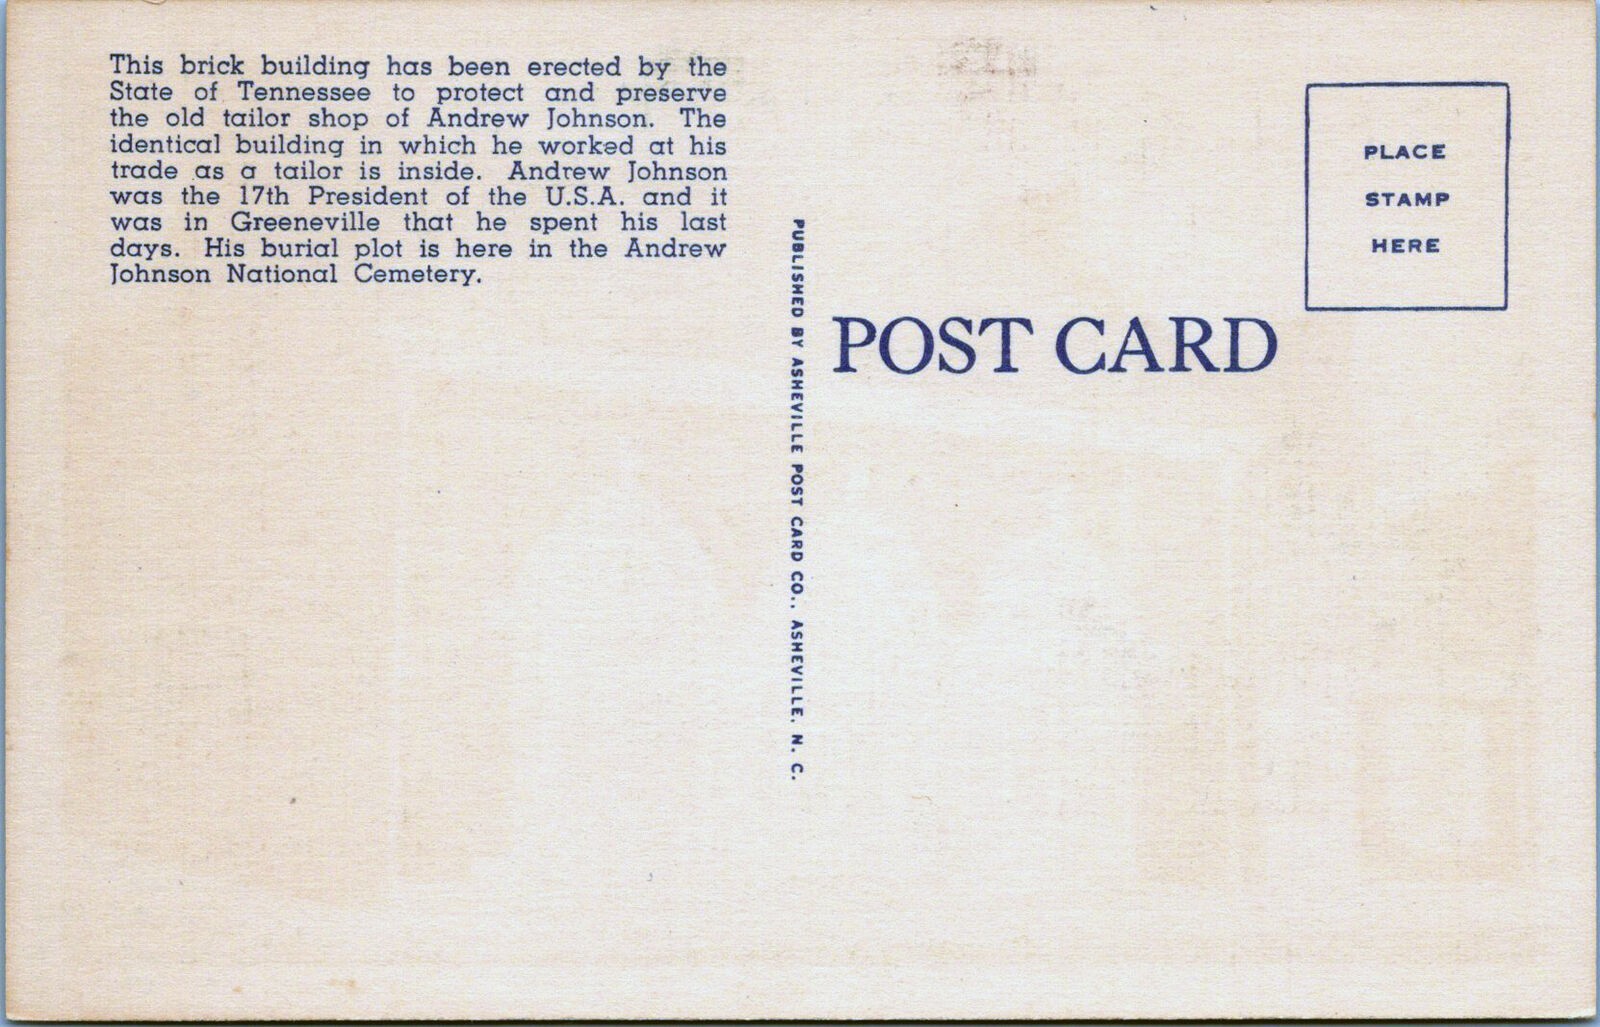 This brick building has been erected by the
State of Tennessee to protect and preserve
the old tailor shop of Andrew Johnson. The
identical building in which he worked at his
trade as a tailor is inside. Andrew Johnson
was the 17th President of the U.S.A. and it
was in Greeneville that he spent his last
days. His burial plot is here in the Andrew
Johnson National Cemetery.
PUBLISHED BY ASHEVILLE POST CARD CO., ASHEVILLE, N. C.
POST CARD
PLACE
STAMP
HERE